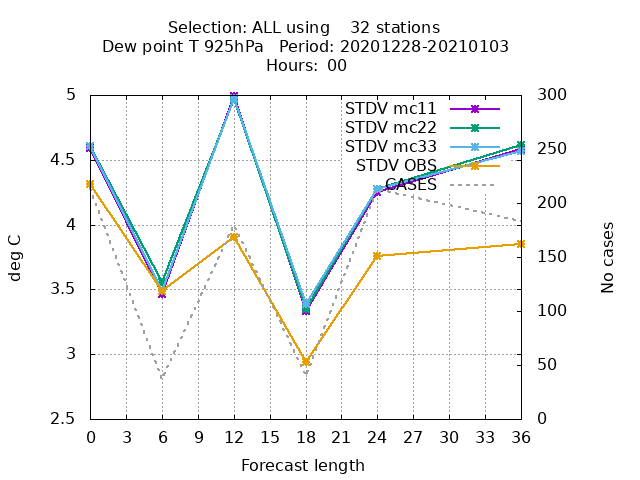 Selection: ALL using    32 stations
Dew point T 925hPa   Period: 20201228-20210103
Hours:  00
5
4.5
4
3.5
3
2.5
deg C
STDV mc11
STDV mc22
STDV mc33
STDV OBS
CASES
300
250
200
150
100
50
0
No cases
0 3 6 9 12 15 18 21 24 27 30 33 36
Forecast length